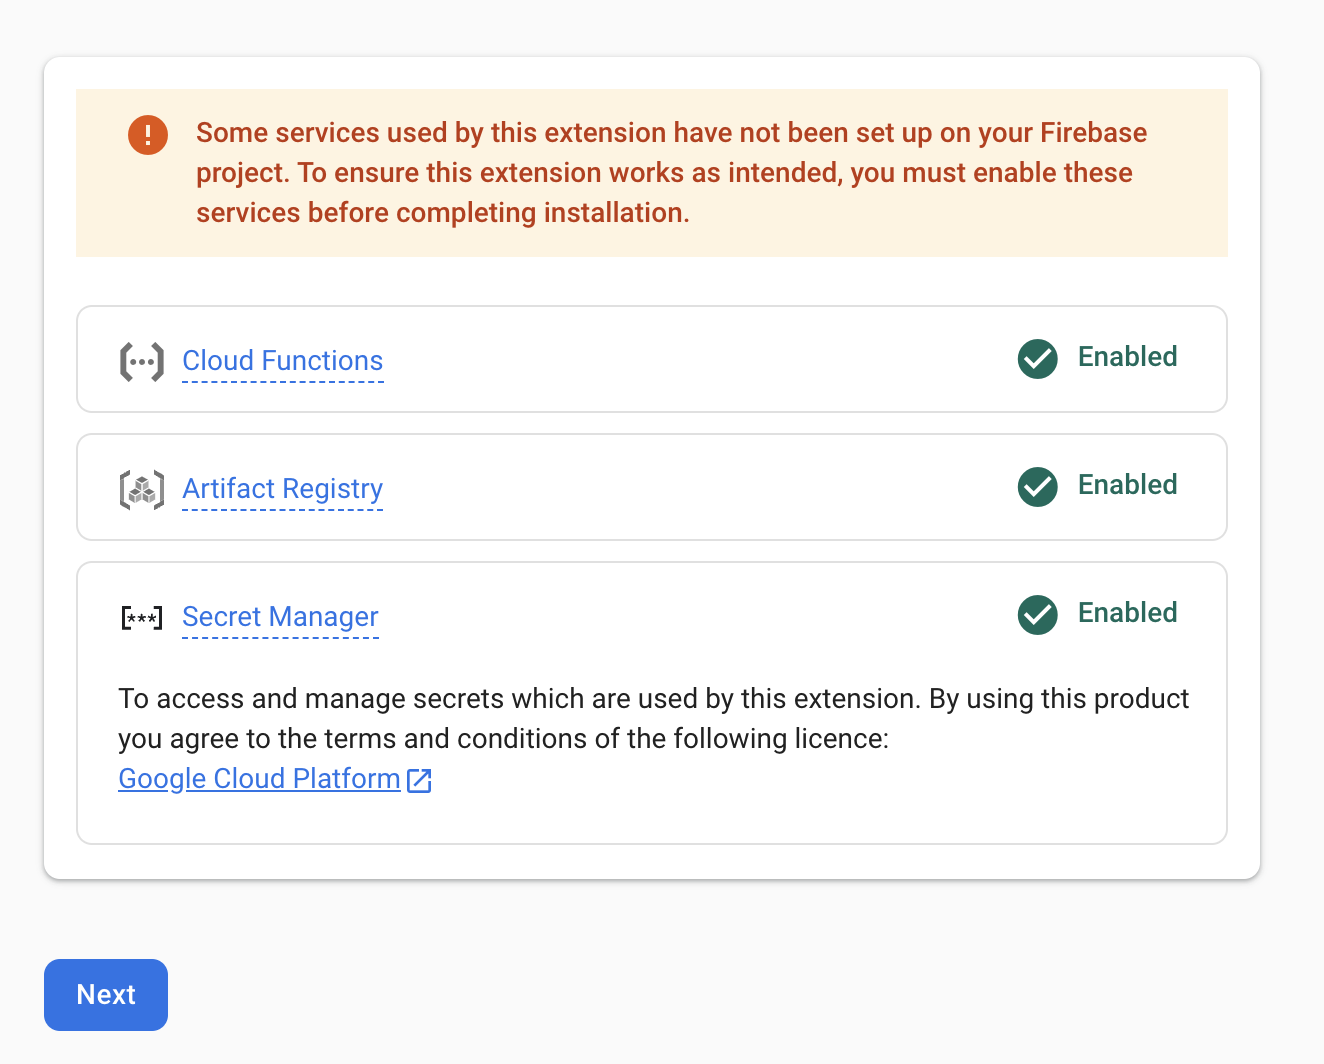 Some services used by this extension have not been set up on your Firebase
project. To ensure this extension works as intended, you must enable these
services before completing installation.
Cloud Functions
Enabled
Artifact Registry
Enabled
[***] Secret Manager
Enabled
To access and manage secrets which are used by this extension. By using this product
you agree to the terms and conditions of the following licence:
Google Cloud Platform
Next